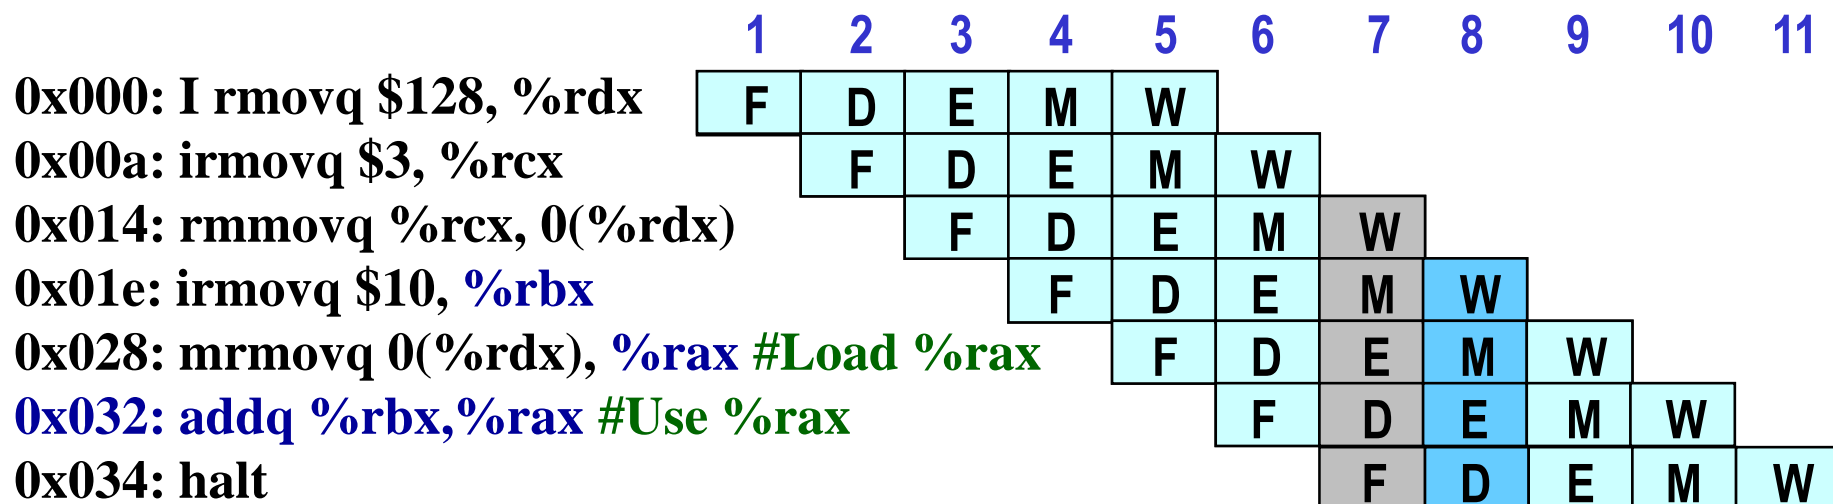 1 2 3 4 5 6 7 8 9 10 11
0x000: I rmovq $128, %rdx F D E M W
0x00a: irmovq $3, %rcx F D E M W
0x014: rmmovq %rcx, 0(%rdx) F D E M W
0x01e: irmovq $10, %rbx F D E M W
0x028: mrmovq 0(%rdx), %rax #Load %rax F D E M W
0x032: addq %rbx,%rax #Use %rax F D E M W
0x034: halt F D E M W